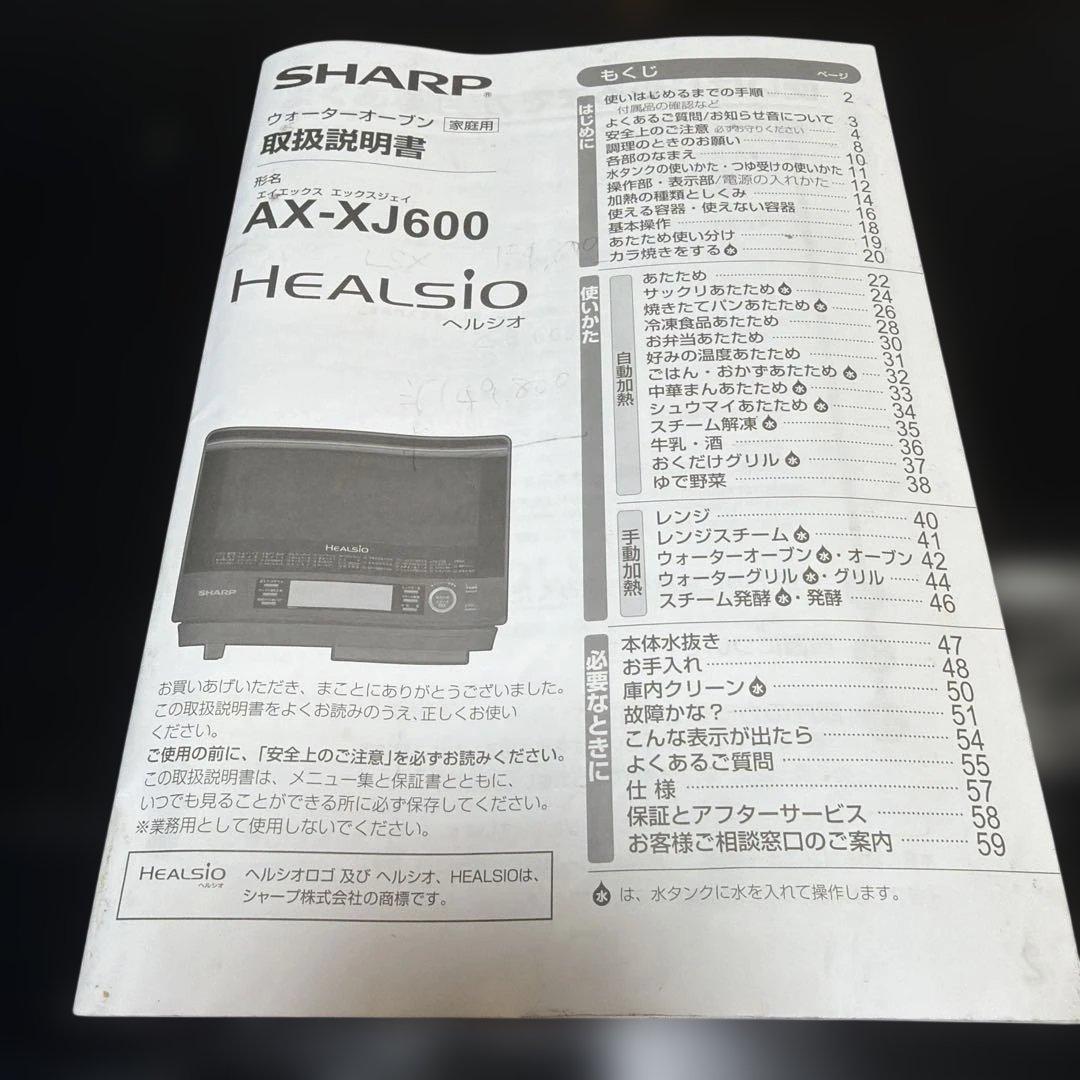 SHARP®
ウォーターオーブン 家庭用
取扱説明書
形名
エイエックス エックスジェイ
AX-XJ600
HEALSiO
ヘルシオ
HEALSiO
SHARP
お買いあげいただき、まことにありがとうございました。
この取扱説明書をよくお読みのうえ、正しくお使い
ください。
ご使用の前に、「安全上のご注意」を必ずお読みください。
この取扱説明書は、メニュー集と保証書とともに、
いつでも見ることができる所に必ず保存してください。
※業務用として使用しないでください。
HEALSiO ヘルシオ
ヘルシオロゴ 及び ヘルシオ、HEALSIOは、
シャープ株式会社の商標です。
もくじ ページ
はじめに
使いはじめるまでの手順 2
付属品の確認など
よくあるご質問/お知らせ音について 3
安全上のご注意 必ずお守りください 4
調理のときのお願い 8
各部のなまえ 10
水タンクの使いかた・つゆ受けの使いかた 11
操作部・表示部/電源の入れかた 12
加熱の種類としくみ 14
使える容器・使えない容器 16
基本操作 18
あたため使い分け 19
カラ焼きをする水 20
使いかた
自動加熱
あたため 22
サックリあたため水 24
焼きたてパンあたため水 26
冷凍食品あたため 28
お弁当あたため 30
好みの温度あたため 31
ごはん・おかずあたため水 32
中華まんあたため水 33
シュウマイあたため水 34
スチーム解凍水 35
牛乳・酒 36
おくだけグリル水 37
ゆで野菜 38
手動加熱
レンジ 40
レンジスチーム水 41
ウォーターオーブン水・オーブン 42
ウォーターグリル水・グリル 44
スチーム発酵水・発酵 46
必要なときに
本体水抜き 47
お手入れ 48
庫内クリーン水 50
故障かな？ 51
こんな表示が出たら 54
よくあるご質問 55
仕様 57
保証とアフターサービス 58
お客様ご相談窓口のご案内 59
水は、水タンクに水を入れて操作します。